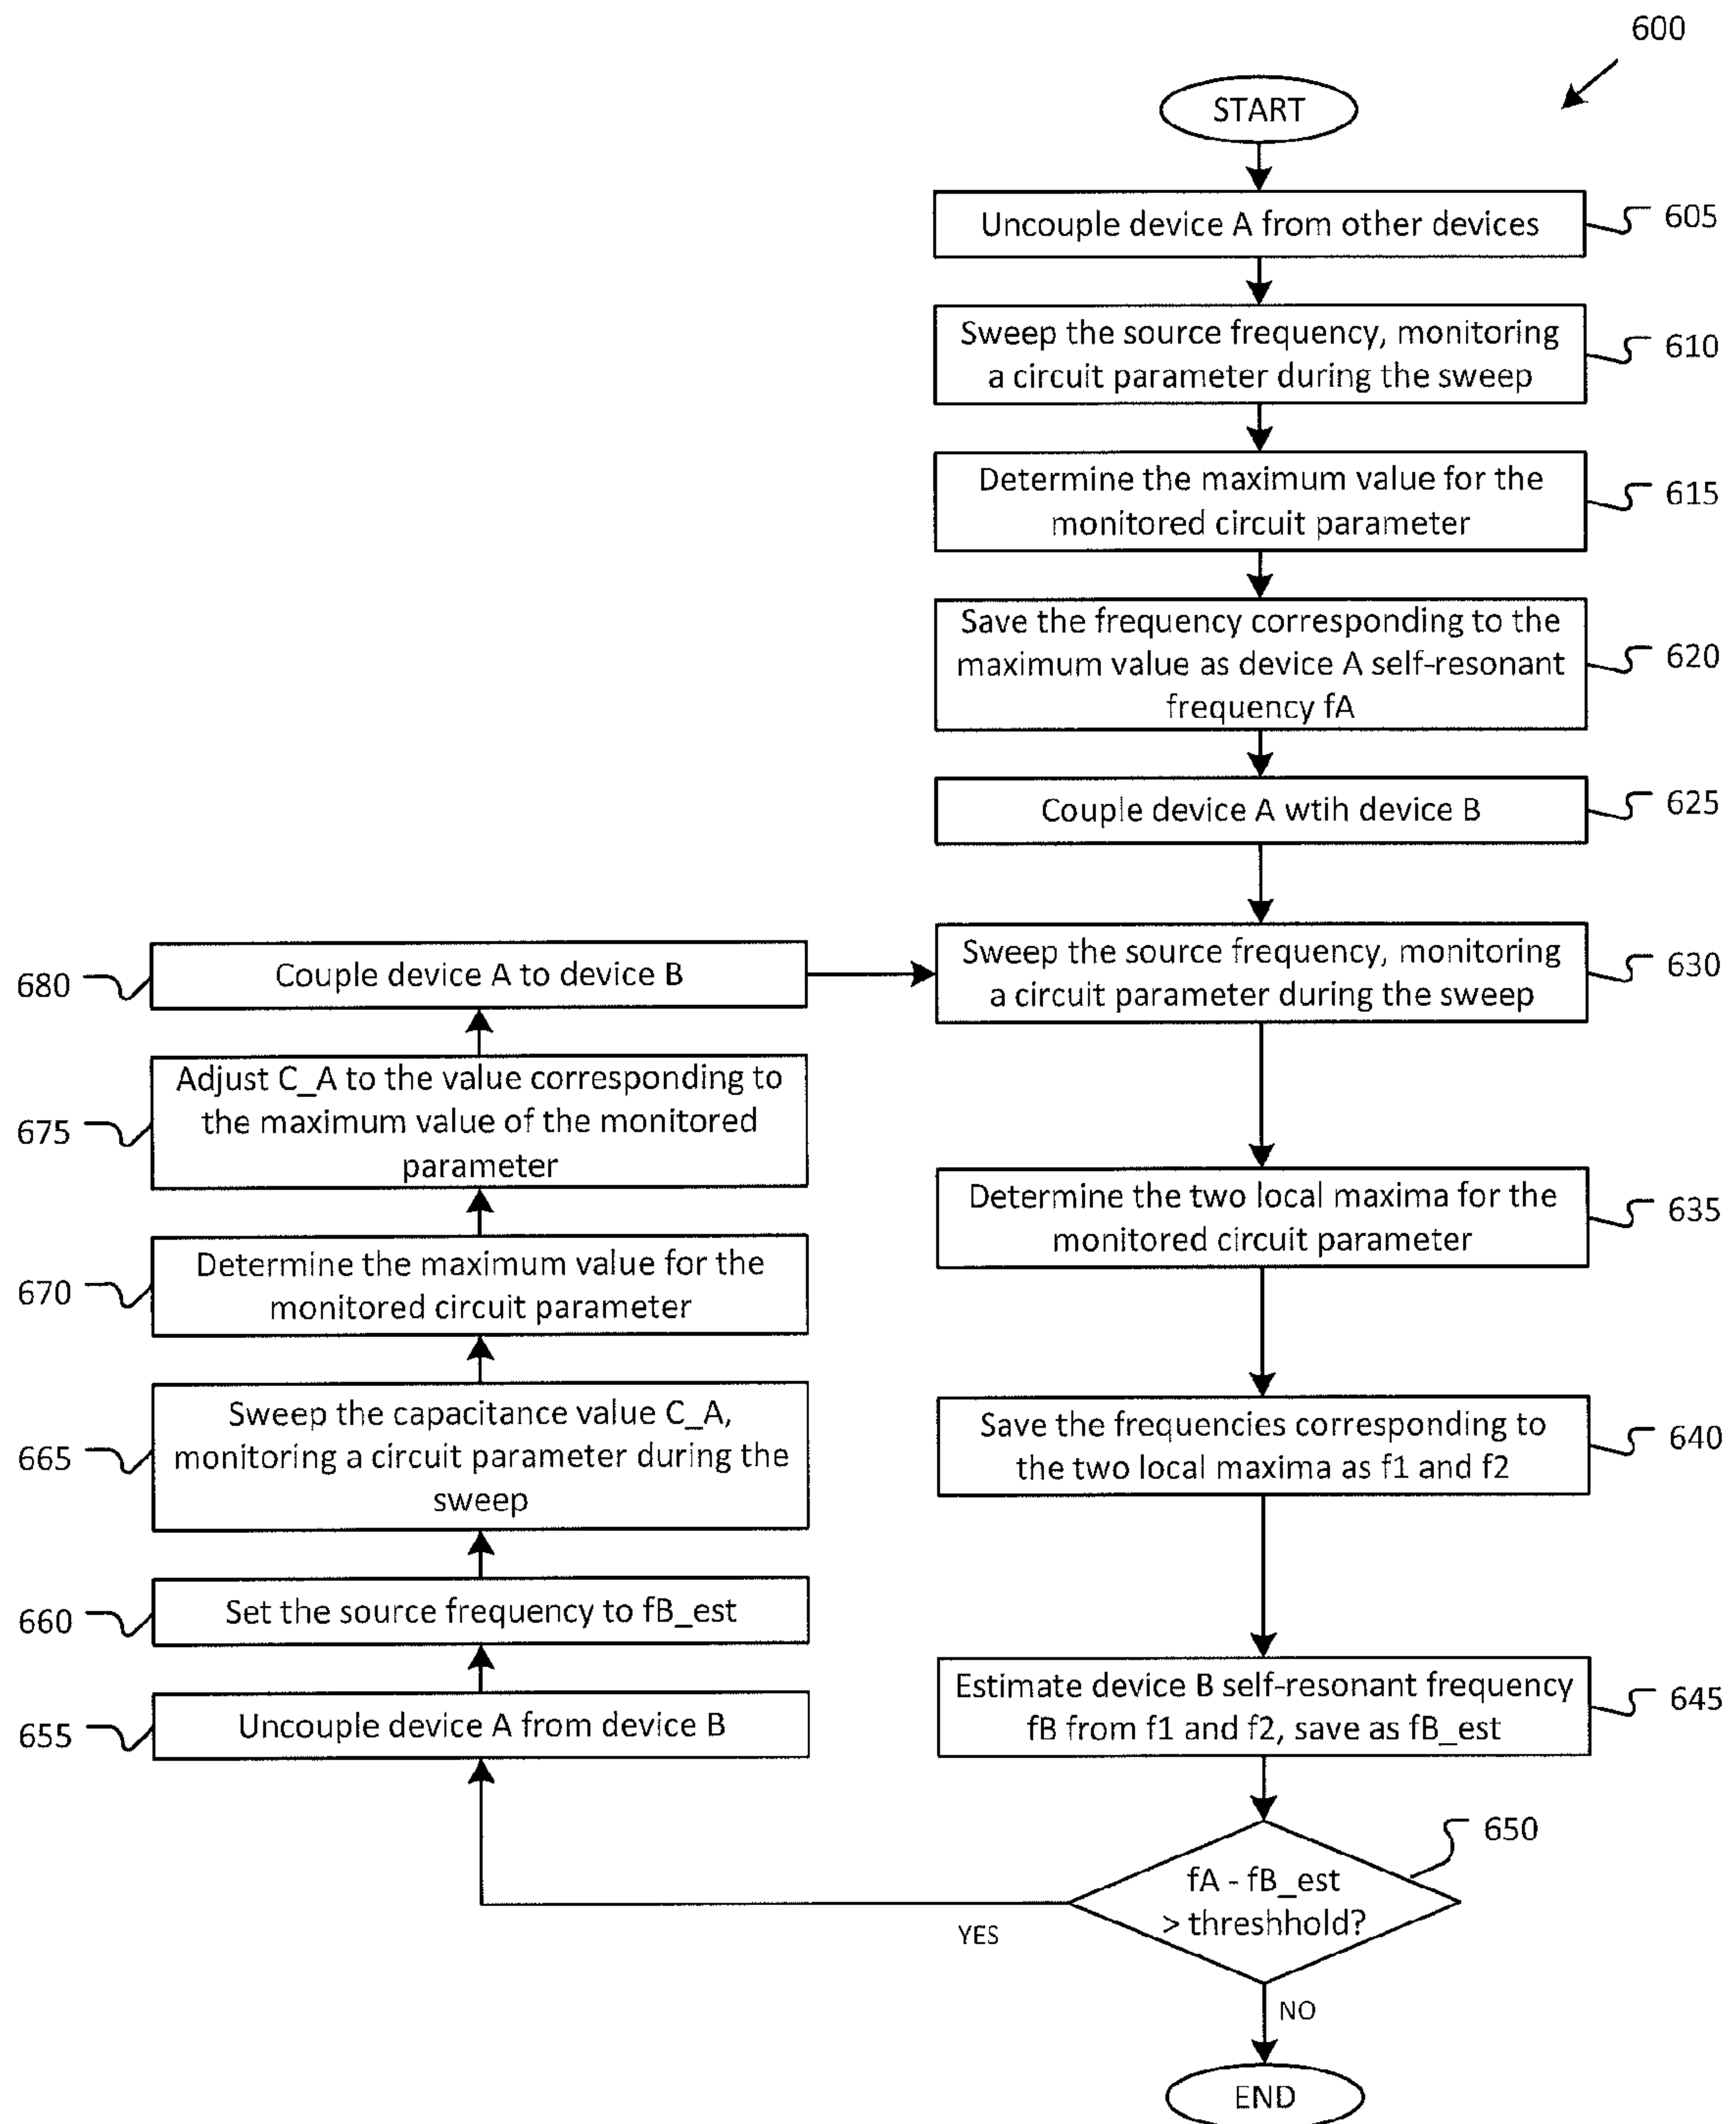 600
START
Uncouple device A from other devices
605
Sweep the source frequency, monitoring
a circuit parameter during the sweep
610
Determine the maximum value for the
monitored circuit parameter
615
Save the frequency corresponding to the
maximum value as device A self-resonant
frequency fA
620
Couple device A wtih device B
625
Sweep the source frequency, monitoring
a circuit parameter during the sweep
630
Determine the two local maxima for the
monitored circuit parameter
635
Save the frequencies corresponding to
the two local maxima as f1 and f2
640
Estimate device B self-resonant frequency
fB from f1 and f2, save as fB_est
645
fA - fB_est
> threshhold?
650
YES
NO
END
Uncouple device A from device B
655
Set the source frequency to fB_est
660
Sweep the capacitance value C_A,
monitoring a circuit parameter during the
sweep
665
Determine the maximum value for the
monitored circuit parameter
670
Adjust C_A to the value corresponding to
the maximum value of the monitored
parameter
675
Couple device A to device B
680